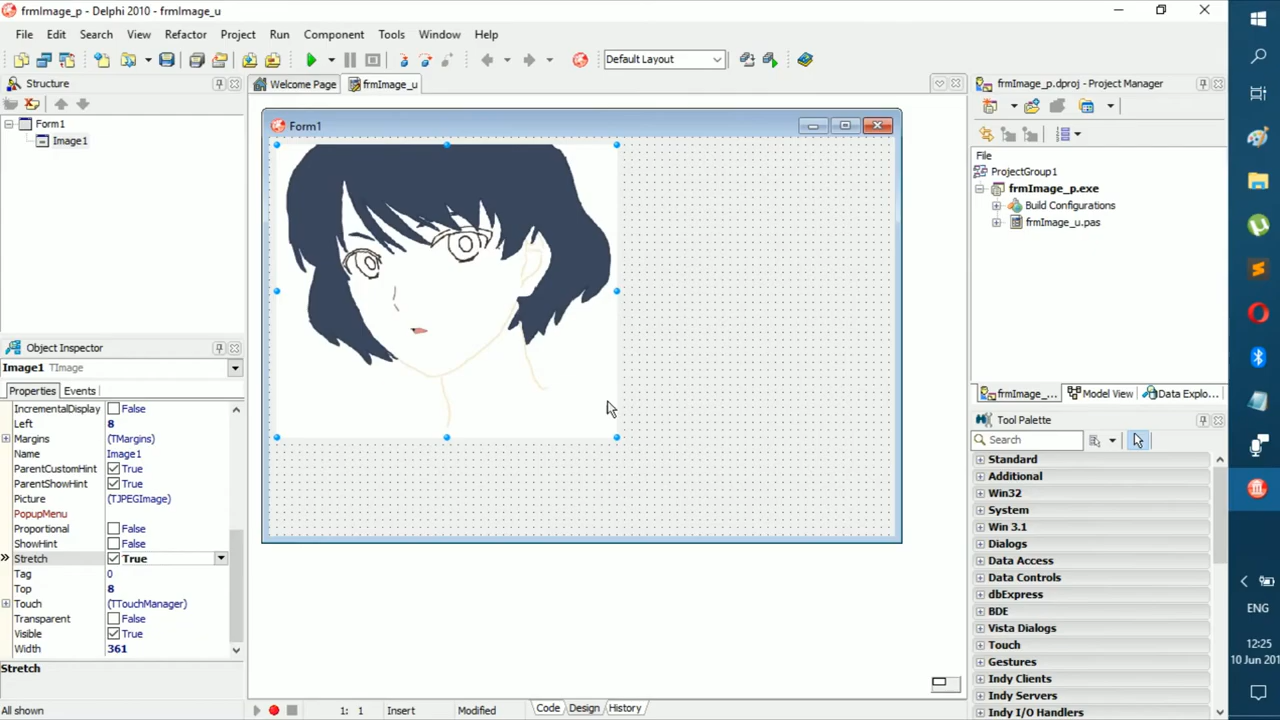 frmImage_p - Delphi 2010 - frmImage_u
File Edit Search View Refactor Project Run Component Tools Window Help
Default Layout
Structure
Form1
Image1
Object Inspector
Image1 TImage
Properties Events
IncrementalDisplay False
Left 8
Margins (TMargins)
Name Image1
ParentCustomHint True
ParentShowHint True
Picture (TJPEGImage)
PopupMenu
Proportional False
ShowHint False
Stretch True
Tag 0
Top 8
Touch (TTouchManager)
Transparent False
Visible True
Width 361
Stretch
All shown
Welcome Page frmImage_u
Form1
1: 1 Insert Modified Code Design History
frmImage_p.dproj - Project Manager
File
ProjectGroup1
frmImage_p.exe
Build Configurations
frmImage_u.pas
frmImage_... Model View Data Explo...
Tool Palette
Search
Standard
Additional
Win32
System
Win 3.1
Dialogs
Data Access
Data Controls
dbExpress
BDE
Vista Dialogs
Touch
Gestures
Indy Clients
Indy Servers
Indy I/O Handlers
ENG
12:25
10 Jun 201